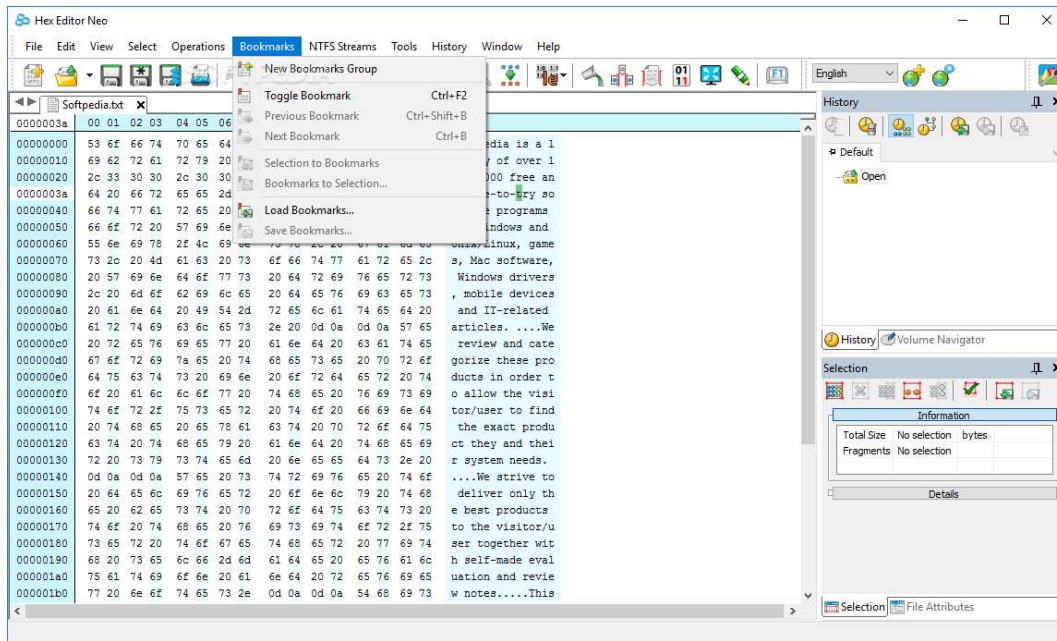 Hex Editor Neo
File Edit View Select Operations Bookmarks NTFS Streams Tools History Window Help
New Bookmarks Group
Toggle Bookmark Ctrl+F2
Previous Bookmark Ctrl+Shift+B
Next Bookmark Ctrl+B
Selection to Bookmarks
Bookmarks to Selection...
Load Bookmarks...
Save Bookmarks...
English
Softpedia.txt
0000003a 00 01 02 03 04 05 06
00000000 53 6f 66 74 70 65 64 dia is a l
00000010 69 62 72 61 72 79 20 of over 1
00000020 2c 33 30 30 2c 30 30 000 free an
0000003a 64 20 66 72 65 65 2d -to-try so
00000040 66 74 77 61 72 65 20 programs
00000050 66 6f 72 20 57 69 6e indows and
00000060 55 6e 69 78 2f 4c 69 6e 75 78 2c 20 67 61 6d 65 Unix/Linux, game
00000070 73 2c 20 4d 61 63 20 73 6f 66 74 77 61 72 65 2c s, Mac software,
00000080 20 57 69 6e 64 6f 77 73 20 64 72 69 76 65 72 73 Windows drivers
00000090 2c 20 6d 6f 62 69 6c 65 20 64 65 76 69 63 65 73 , mobile devices
000000a0 20 61 6e 64 20 49 54 2d 72 65 6c 61 74 65 64 20 and IT-related
000000b0 61 72 74 69 63 6c 65 73 2e 20 0d 0a 0d 0a 57 65 articles. ....We
000000c0 20 72 65 76 69 65 77 20 61 6e 64 20 63 61 74 65 review and cate
000000d0 67 6f 72 69 7a 65 20 74 68 65 73 65 20 70 72 6f gorize these pro
000000e0 64 75 63 74 73 20 69 6e 20 6f 72 64 65 72 20 74 ducts in order t
000000f0 6f 20 61 6c 6c 6f 77 20 74 68 65 20 76 69 73 69 o allow the visi
00000100 74 6f 72 2f 75 73 65 72 20 74 6f 20 66 69 6e 64 tor/user to find
00000110 20 74 68 65 20 65 78 61 63 74 20 70 72 6f 64 75 the exact produ
00000120 63 74 20 74 68 65 79 20 61 6e 64 20 74 68 65 69 ct they and thei
00000130 72 20 73 79 73 74 65 6d 20 6e 65 65 64 73 2e 20 r system needs.
00000140 0d 0a 0d 0a 57 65 20 73 74 72 69 76 65 20 74 6f ....We strive to
00000150 20 64 65 6c 69 76 65 72 20 6f 6e 6c 79 20 74 68 deliver only th
00000160 65 20 62 65 73 74 20 70 72 6f 64 75 63 74 73 20 e best products
00000170 74 6f 20 74 68 65 20 76 69 73 69 74 6f 72 2f 75 to the visitor/u
00000180 73 65 72 20 74 6f 67 65 74 68 65 72 20 77 69 74 ser together wit
00000190 68 20 73 65 6c 66 2d 6d 61 64 65 20 65 76 61 6c h self-made eval
000001a0 75 61 74 69 6f 6e 20 61 6e 64 20 72 65 76 69 65 uation and revie
000001b0 77 20 6e 6f 74 65 73 2e 0d 0a 0d 0a 54 68 69 73 w notes.....This
History
Default
Open
History Volume Navigator
Selection
Information
Total Size No selection bytes
Fragments No selection
Details
Selection File Attributes